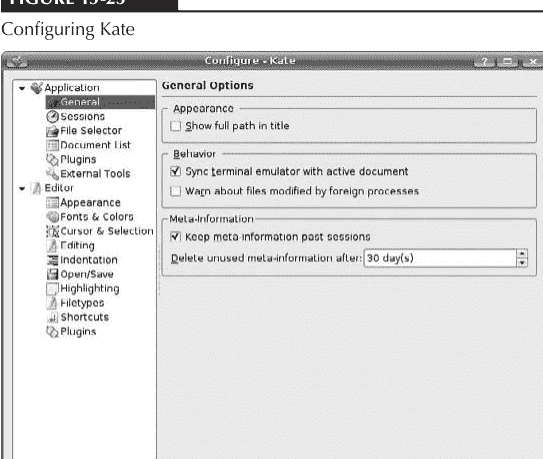 FIGURE 15-25
Configuring Kate
Configure - Kate
Application
General
Sessions
File Selector
Document List
Plugins
External Tools
Editor
Appearance
Fonts & Colors
Cursor & Selection
Editing
Indentation
Open/Save
Highlighting
Filetypes
Shortcuts
Plugins
General Options
Appearance
Show full path in title
Behavior
Sync terminal emulator with active document
Warn about files modified by foreign processes
Meta-Information
Keep meta-information past sessions
Delete unused meta-information after: 30 day(s)